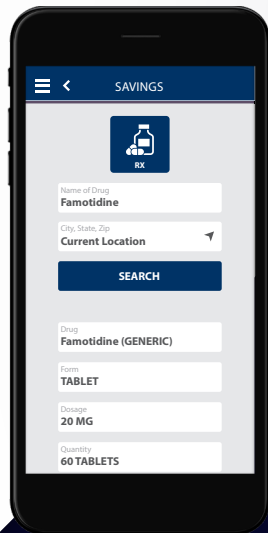 SAVINGS
RX
Name of Drug
Famotidine
City, State, Zip
Current Location
SEARCH
Drug
Famotidine (GENERIC)
Form
TABLET
Dosage
20 MG
Quantity
60 TABLETS